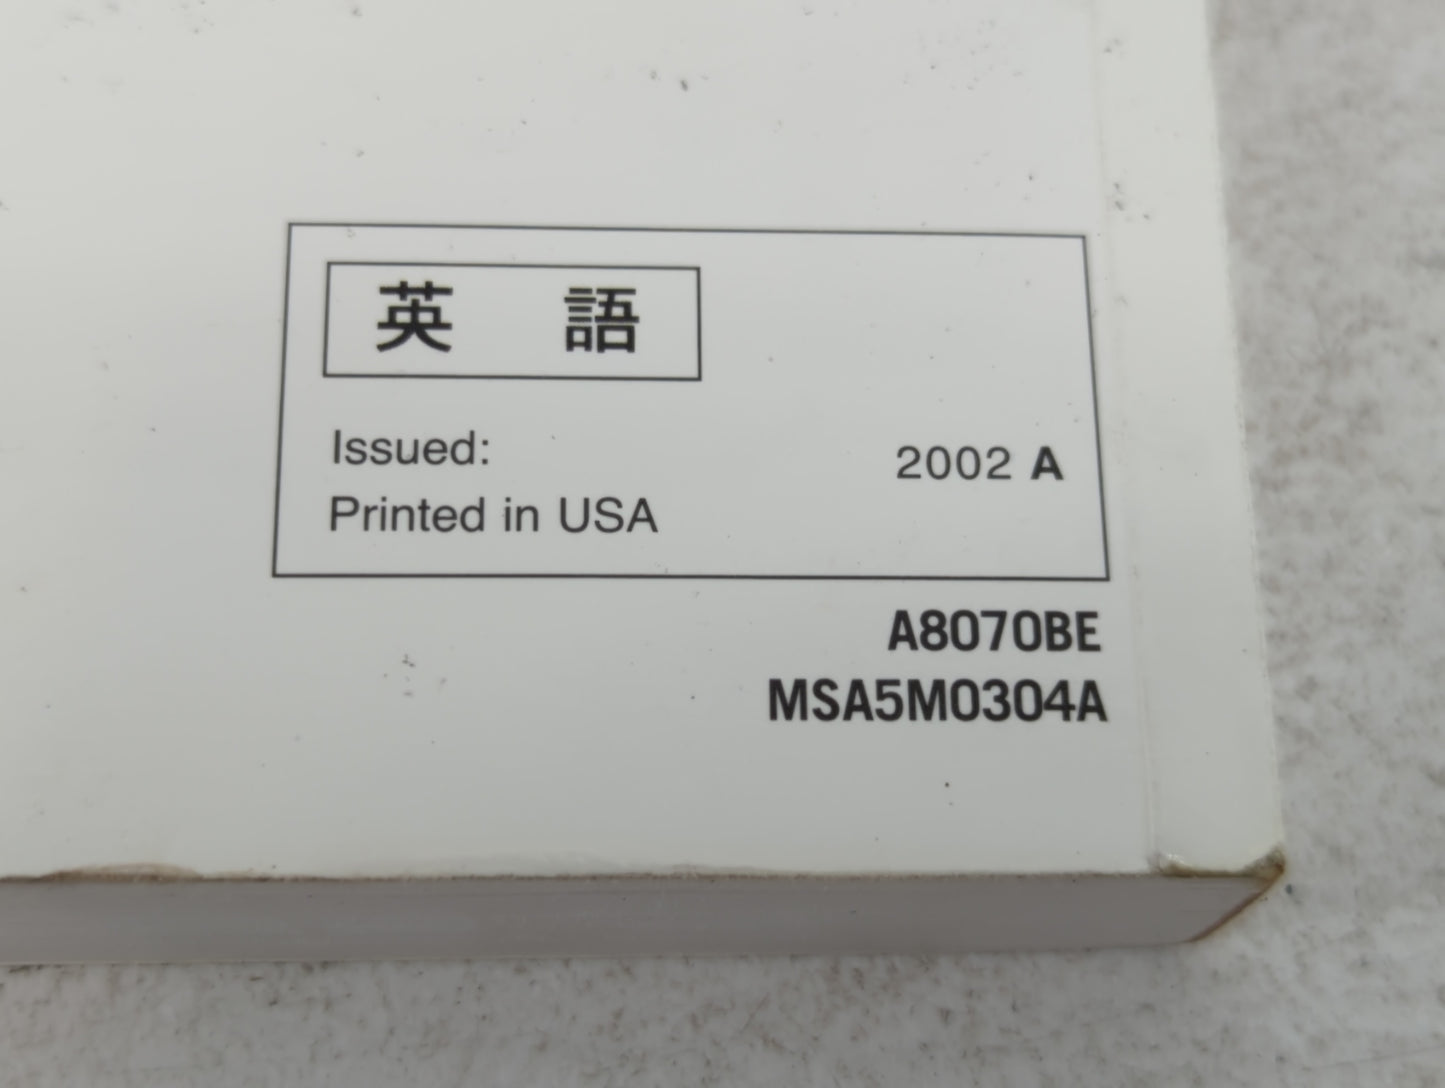 英 語
Issued:
2002 A
Printed in USA
A8070BE
MSA5M0304A